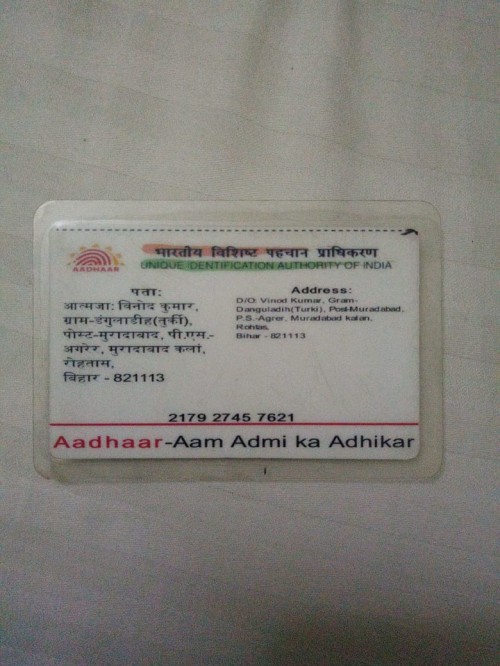 भारतीय विशिष्ट पहचान प्राधिकरण
AADHAAR
UNIQUE IDENTIFICATION AUTHORITY OF INDIA
पता:
आत्मजा: बिनोद कुमार,
ग्राम-डंगुलाडीह(तुर्की),
पोस्ट-मुरादाबाद, पी.एस.-
अगरेर, मुरादाबाद कलां,
रोहतास,
बिहार - 821113
Address:
D/O: Vinod Kumar, Gram-
Danguladih(Turki), Post-Muradabad,
P.S.-Agrer, Muradabad kalan,
Rohtas,
Bihar - 821113
2179 2745 7621
Aadhaar-Aam Admi ka Adhikar